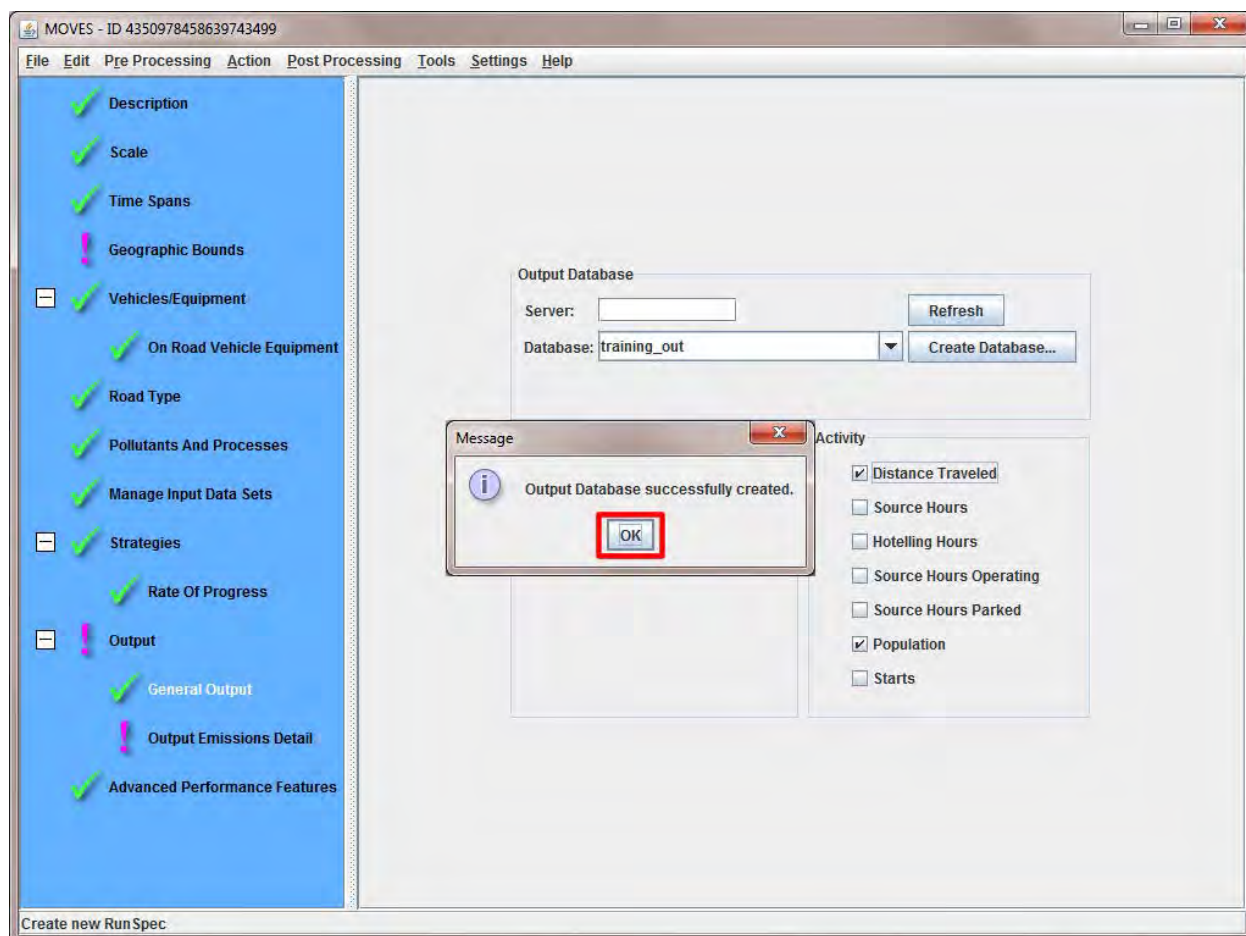 MOVES - ID 4350978458639743499
File Edit Pre Processing Action Post Processing Tools Settings Help
Description
Scale
Time Spans
Geographic Bounds
Vehicles/Equipment
On Road Vehicle Equipment
Road Type
Pollutants And Processes
Manage Input Data Sets
Strategies
Rate Of Progress
Output
General Output
Output Emissions Detail
Advanced Performance Features
Output Database
Server:
Refresh
Database: training_out
Create Database...
Message
Output Database successfully created.
OK
Activity
Distance Traveled
Source Hours
Hotelling Hours
Source Hours Operating
Source Hours Parked
Population
Starts
Create new RunSpec